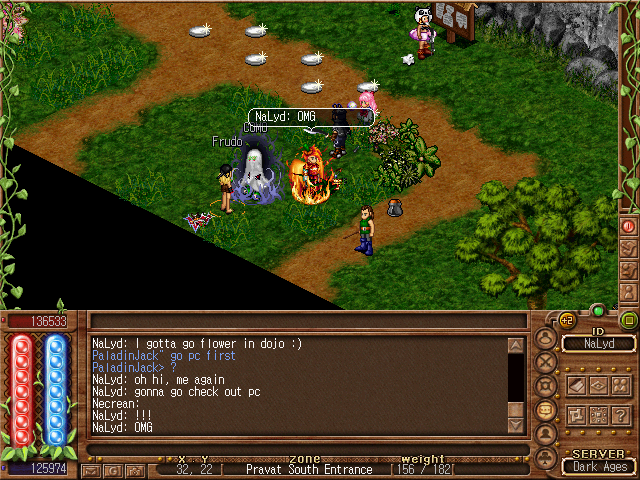 NaLyd: OMG
Como
Frudo
136533
NaLyd: I gotta go flower in dojo :)
PaladinJack" go pc first
PaladinJack> ?
NaLyd: oh hi, me again
NaLyd: gonna go check out pc
Necrean:
NaLyd: !!!
NaLyd: OMG
125974
X Y zone weight
32, 22 Pravat South Entrance 156 / 182
+2
ID
NaLyd
SERVER
Dark Ages